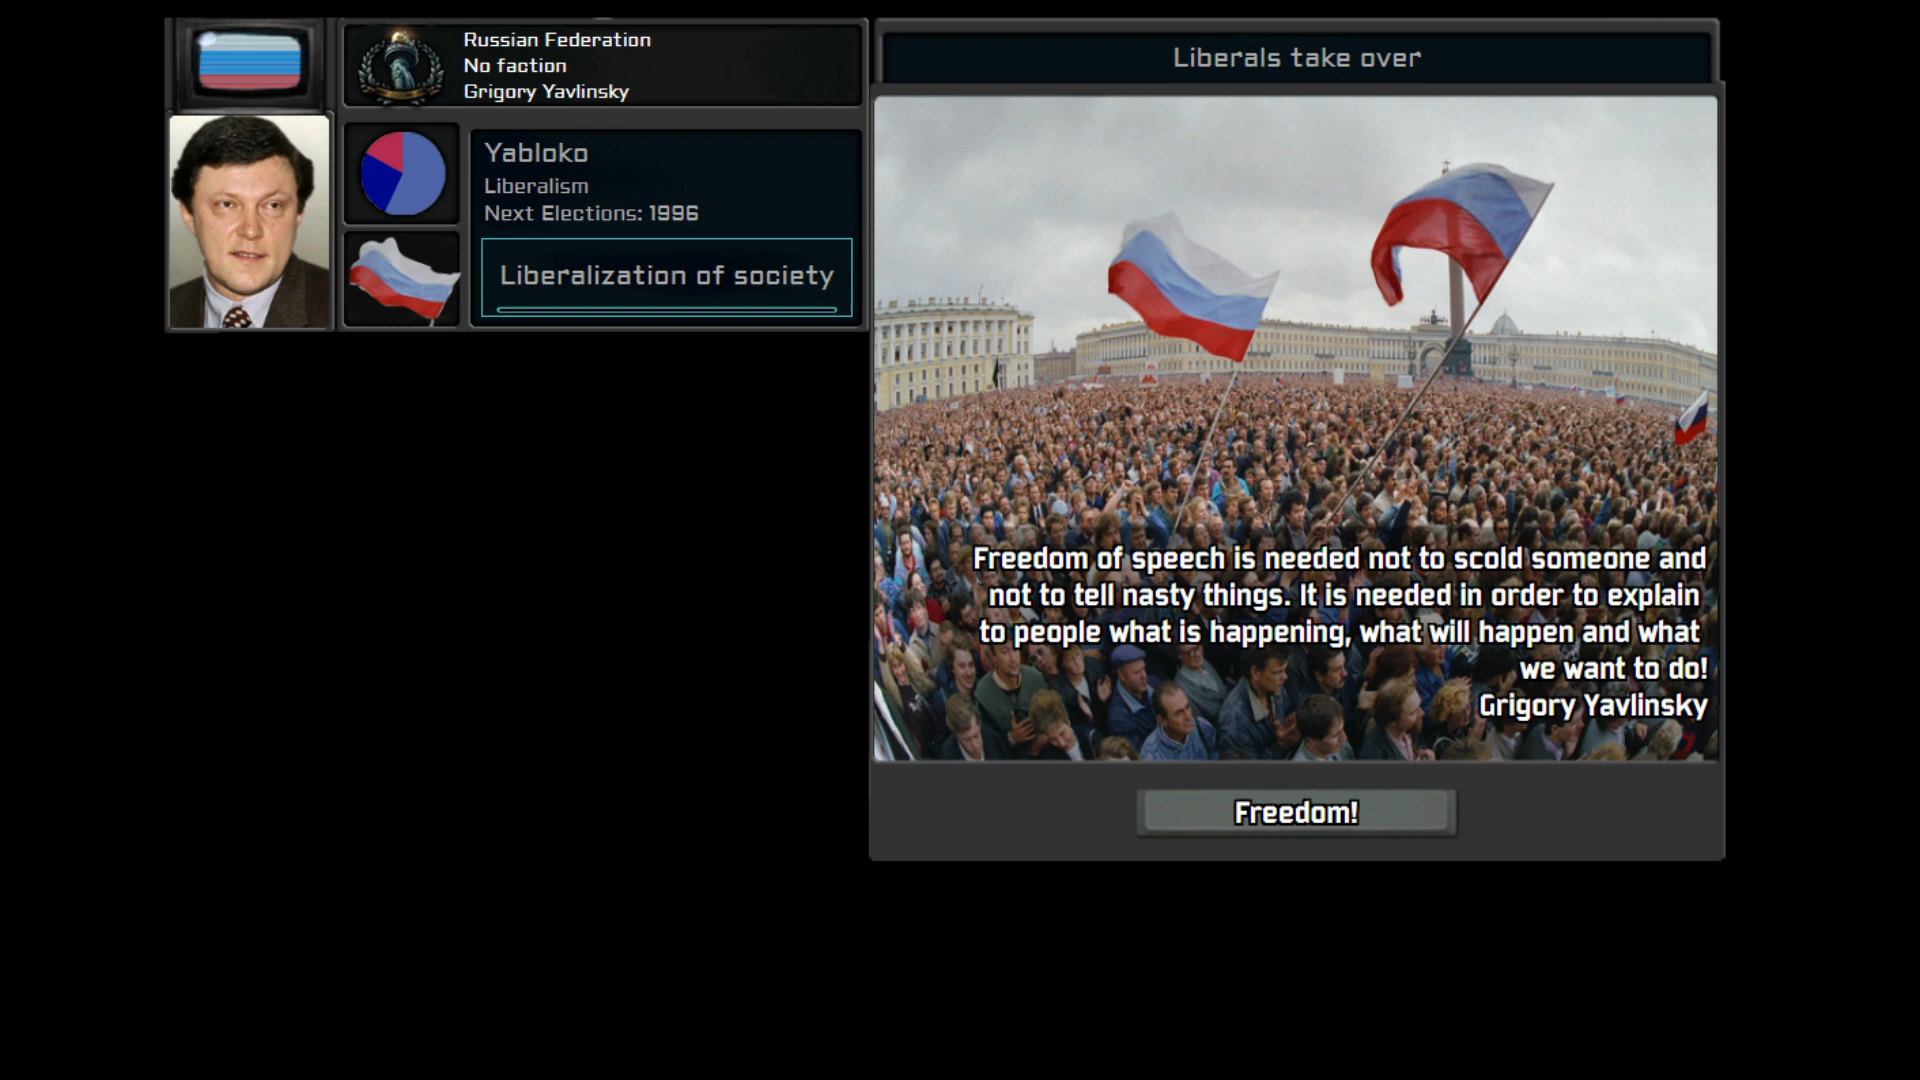 Russian Federation
No faction
Grigory Yavlinsky
Yabloko
Liberalism
Next Elections: 1996
Liberalization of society
Liberals take over
Freedom of speech is needed not to scold someone and
not to tell nasty things. It is needed in order to explain
to people what is happening, what will happen and what
we want to do!
Grigory Yavlinsky
Freedom!